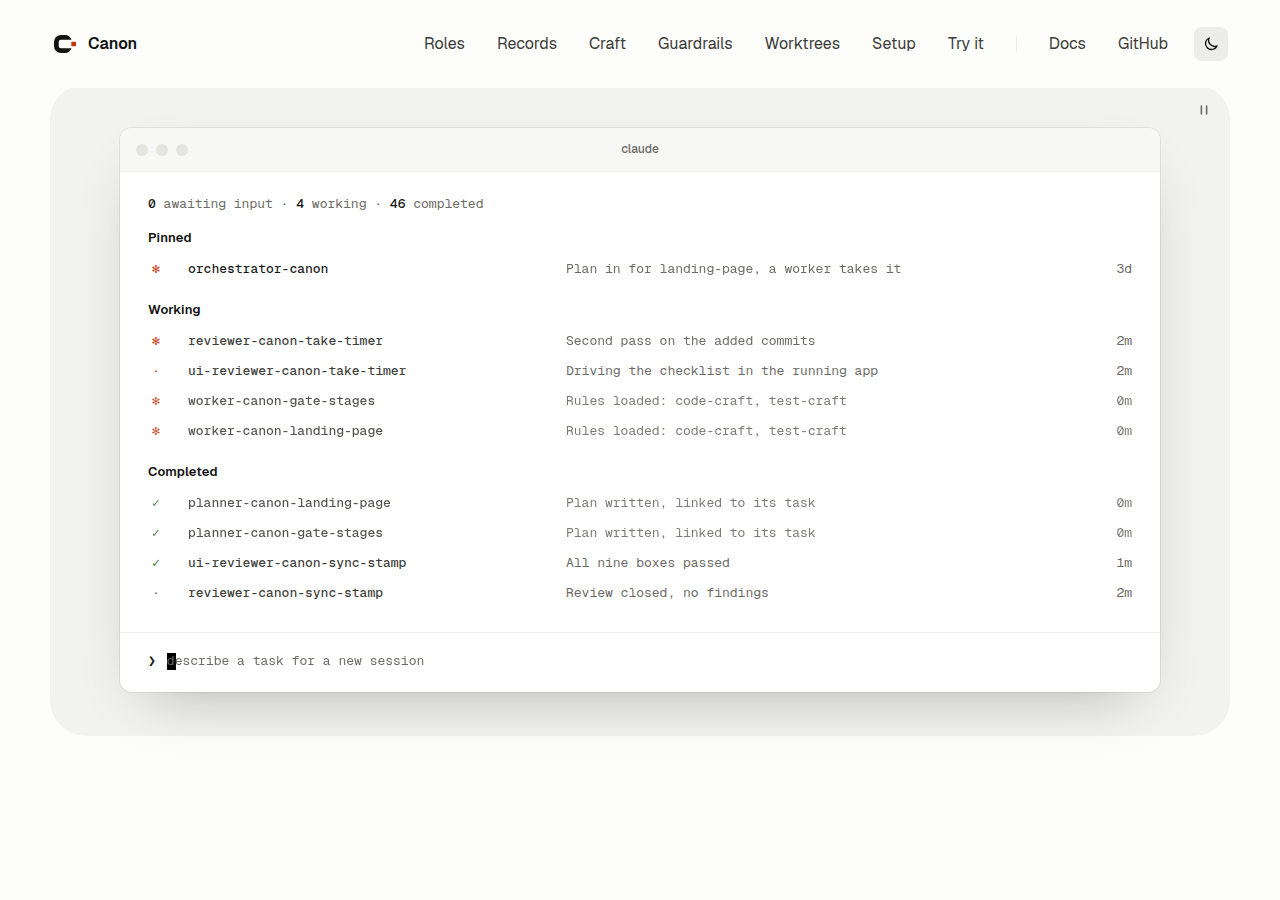 Canon
Roles Records Craft Guardrails Worktrees Setup Try it Docs GitHub
claude
0 awaiting input · 4 working · 46 completed
Pinned
✻ orchestrator-canon Plan in for landing-page, a worker takes it 3d
Working
✻ reviewer-canon-take-timer Second pass on the added commits 2m
· ui-reviewer-canon-take-timer Driving the checklist in the running app 2m
✻ worker-canon-gate-stages Rules loaded: code-craft, test-craft 0m
✻ worker-canon-landing-page Rules loaded: code-craft, test-craft 0m
Completed
✓ planner-canon-landing-page Plan written, linked to its task 0m
✓ planner-canon-gate-stages Plan written, linked to its task 0m
✓ ui-reviewer-canon-sync-stamp All nine boxes passed 1m
· reviewer-canon-sync-stamp Review closed, no findings 2m
❯ describe a task for a new session